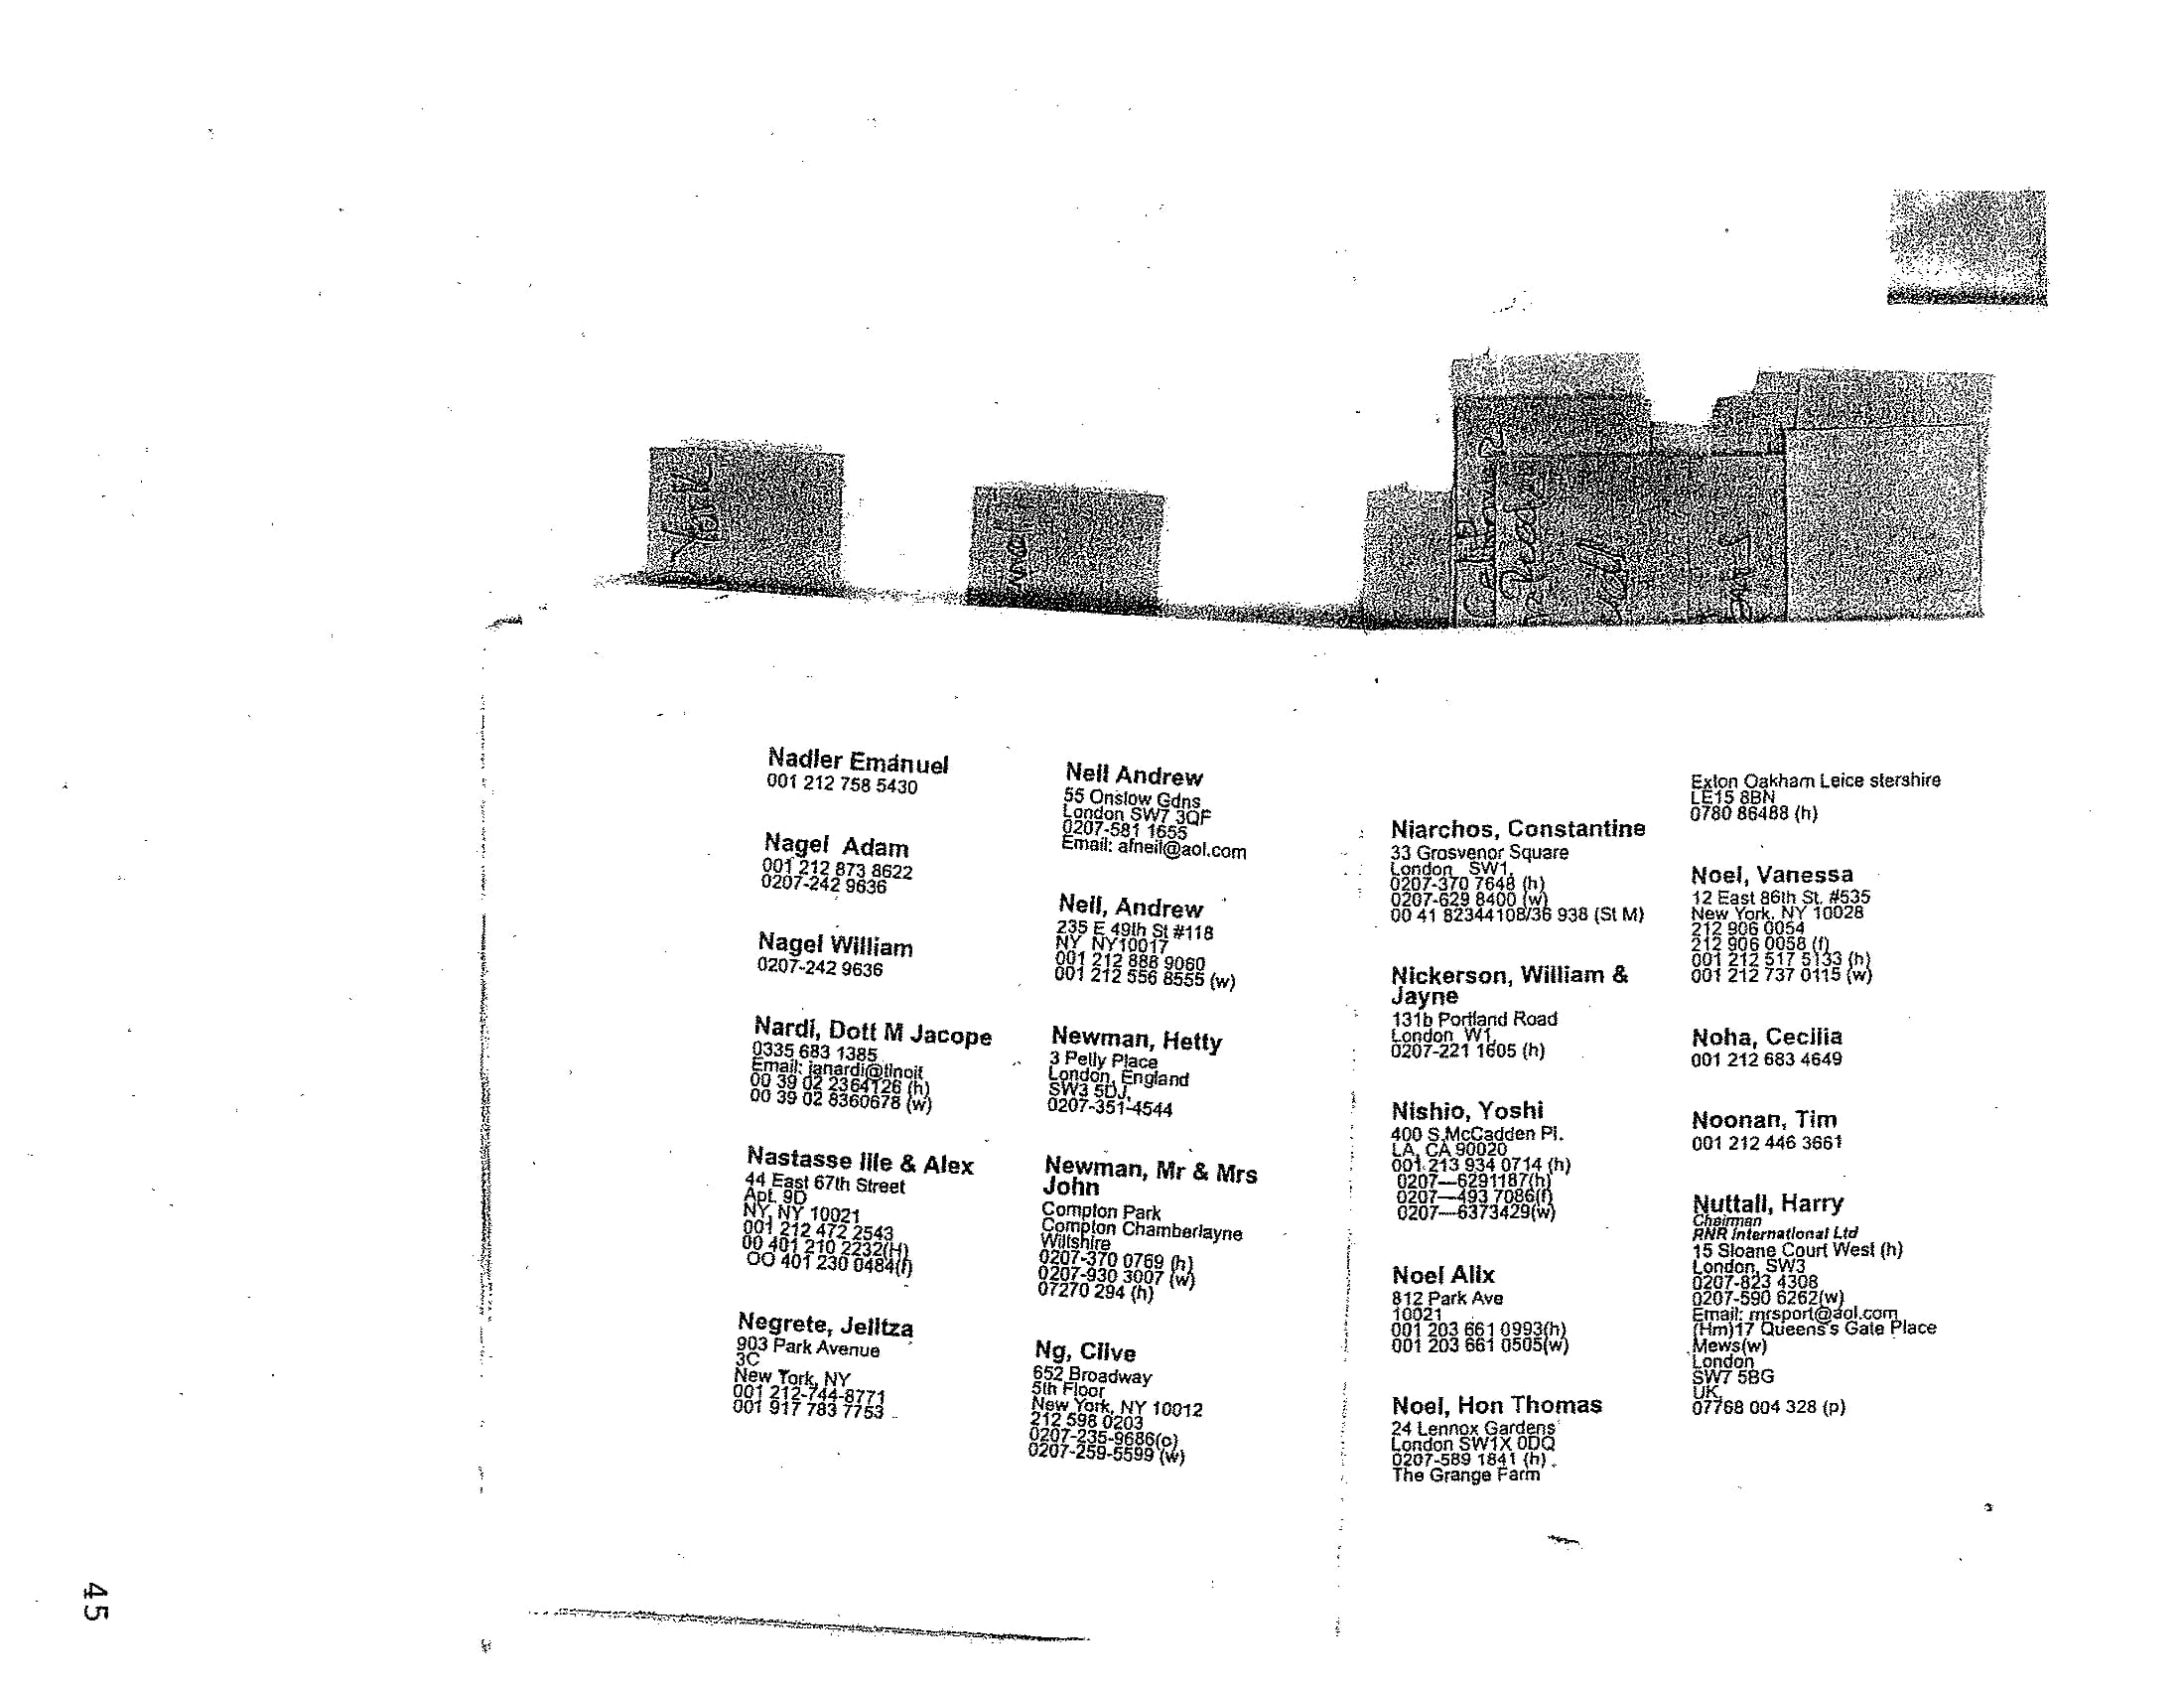 Nadler Emanuel
001 212 758 5430
Nagel Adam
001 212 873 8622
0207-242 9636
Nagel William
0207-242 9636
Nardi, Dott M Jacope
0335 683 1385
Email: janardi@tinoit
00 39 02 2364126 (h)
00 39 02 8360678 (w)
Nastasse Ille & Alex
44 East 67th Street
Apt. 9D
NY, NY 10021
001 212 472 2543
00 401 210 2232(H)
OO 401 230 0484(f)
Negrete, Jelitza
903 Park Avenue
3C
New York, NY
001 212-744-8771
001 917 783 7753
Neil Andrew
55 Onslow Gdns
London SW7 3QF
0207-581 1655
Email: afneil@aol.com
Neil, Andrew
235 E 49th St #118
NY NY10017
001 212 888 9060
001 212 556 8555 (w)
Newman, Hetty
3 Pelly Place
London, England
SW3 5DJ,
0207-351-4544
Newman, Mr & Mrs
John
Compton Park
Compton Chamberlayne
Wiltshire
0207-370 0769 (h)
0207-930 3007 (w)
07270 294 (h)
Ng, Clive
652 Broadway
5th Floor
New York, NY 10012
212 598 0203
0207-235-9686(c)
0207-259-5599 (w)
Niarchos, Constantine
33 Grosvenor Square
London SW1,
0207-370 7648 (h)
0207-629 8400 (w)
00 41 82344108/36 938 (St M)
Nickerson, William &
Jayne
131b Portland Road
London W1,
0207-221 1605 (h)
Nishio, Yoshi
400 S.McCadden Pl.
LA, CA 90020
001 213 934 0714 (h)
0207—6291187(h)
0207—493 7086(f)
0207—6373429(w)
Noel Alix
812 Park Ave
10021
001 203 661 0993(h)
001 203 661 0505(w)
Noel, Hon Thomas
24 Lennox Gardens
London SW1X 0DQ
0207-589 1841 (h)
The Grange Farm
Exton Oakham Leice stershire
LE15 8BN
0780 86488 (h)
Noel, Vanessa
12 East 86th St. #535
New York, NY 10028
212 906 0054
212 906 0058 (f)
001 212 517 5133 (h)
001 212 737 0115 (w)
Noha, Cecilia
001 212 683 4649
Noonan, Tim
001 212 446 3661
Nuttall, Harry
Chairman
RNR International Ltd
15 Sloane Court West (h)
London, SW3
0207-823 4308
0207-590 6262(w)
Email: mrsport@aol.com
(Hm)17 Queens's Gate Place
Mews(w)
London
SW7 5BG
UK,
07768 004 328 (p)
45